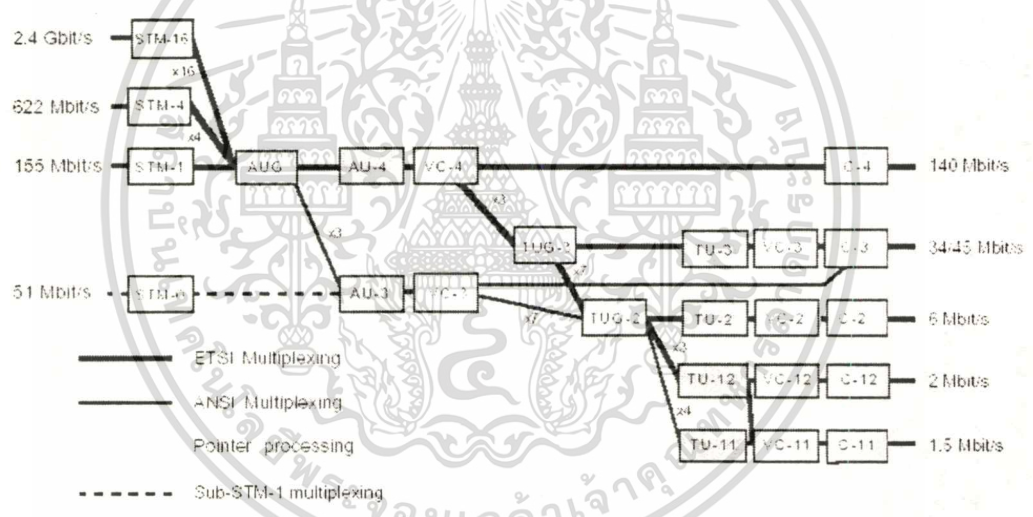 2.4 Gbit/s STM-16
x16
622 Mbit/s STM-4
x4
155 Mbit/s STM-1 AUG AU-4 VC-4 C-4 140 Mbit/s
x3 x3
TUG-3 TU-3 VC-3 C-3 34/45 Mbit/s
x7
51 Mbit/s STM-0 AU-3 VC-3
x7 TUG-2 TU-2 VC-2 C-2 6 Mbit/s
x3
ETSI Multiplexing
TU-12 VC-12 C-12 2 Mbit/s
ANSI Multiplexing
x4
Pointer processing
TU-11 VC-11 C-11 1.5 Mbit/s
Sub-STM-1 multiplexing